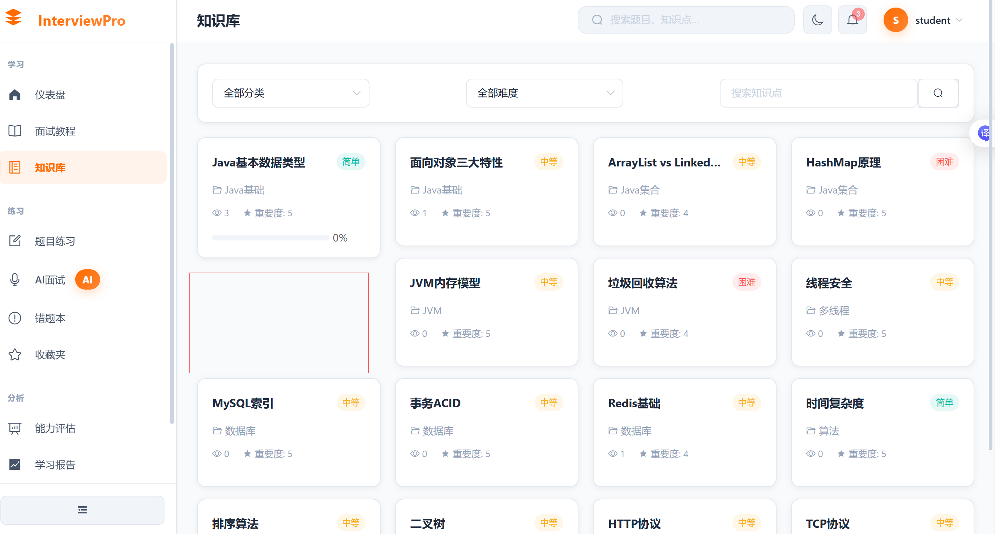 InterviewPro
知识库
搜索题目、知识点...
3
S
student
学习
仪表盘
面试教程
知识库
练习
题目练习
AI面试
AI
错题本
收藏夹
分析
能力评估
学习报告
全部分类
全部难度
搜索知识点
译
Java基本数据类型
简单
Java基础
3
重要度: 5
0%
面向对象三大特性
中等
Java基础
1
重要度: 5
ArrayList vs Linked...
中等
Java集合
0
重要度: 4
HashMap原理
困难
Java集合
0
重要度: 5
JVM内存模型
中等
JVM
0
重要度: 5
垃圾回收算法
困难
JVM
0
重要度: 4
线程安全
中等
多线程
0
重要度: 5
MySQL索引
中等
数据库
0
重要度: 5
事务ACID
中等
数据库
0
重要度: 5
Redis基础
中等
数据库
1
重要度: 4
时间复杂度
简单
算法
0
重要度: 5
排序算法
中等
二叉树
中等
HTTP协议
中等
TCP协议
中等